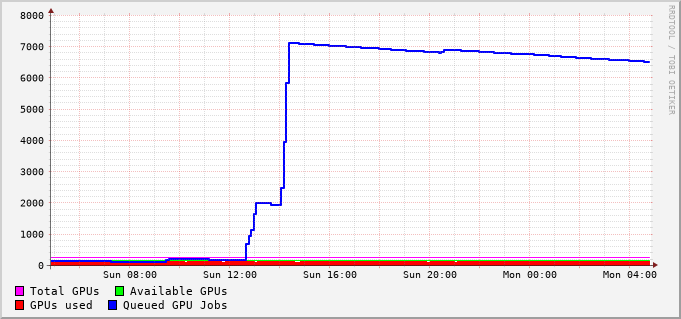 8000
7000
6000
5000
4000
3000
2000
1000
0
Sun 08:00 Sun 12:00 Sun 16:00 Sun 20:00 Mon 00:00 Mon 04:00
Total GPUs Available GPUs
GPUs used Queued GPU Jobs
RRDTOOL / TOBI OETIKER